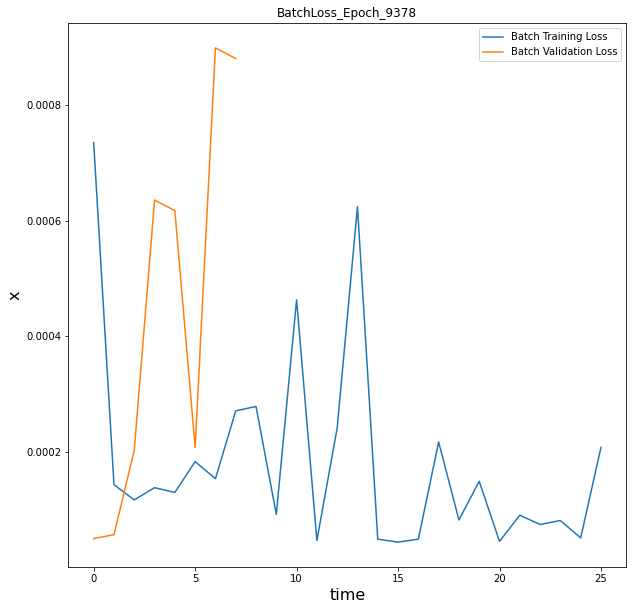 BatchLoss_Epoch_9378
Batch Training Loss
Batch Validation Loss
0.0008
0.0006
0.0004
0.0002
x
0
5
10
15
20
25
time